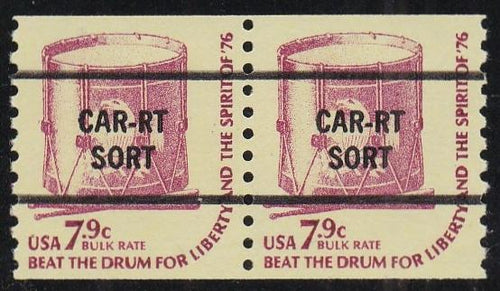 CAR-RT
SORT
USA 7.9c
BULK RATE
BEAT THE DRUM FOR LIBERTY AND THE SPIRIT OF '76
CAR-RT
SORT
USA 7.9c
BULK RATE
BEAT THE DRUM FOR LIBERTY AND THE SPIRIT OF '76